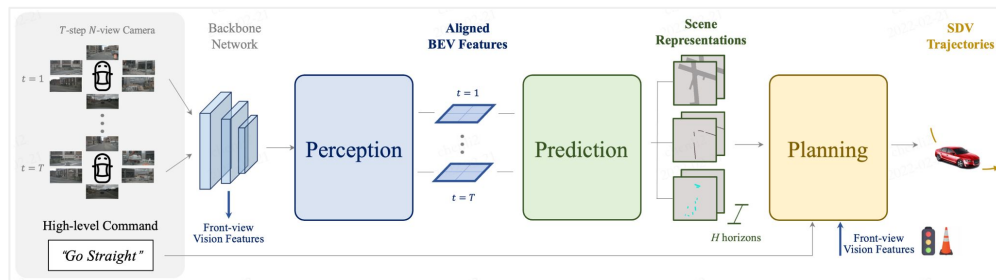 T-step N-view Camera
t = 1
t = T
High-level Command
"Go Straight"
Backbone
Network
Front-view
Vision Features
Perception
Aligned
BEV Features
t = 1
t = T
Prediction
Scene
Representations
H horizons
Planning
Front-view
Vision Features
SDV
Trajectories